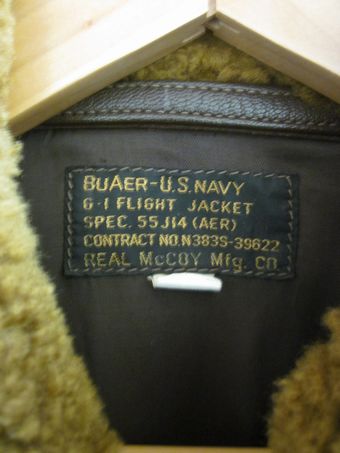 BUAER-U.S.NAVY
G-1 FLIGHT JACKET
SPEC. 55J14 (AER)
CONTRACT NO.N383S-39622
REAL McCOY Mfg. CO.